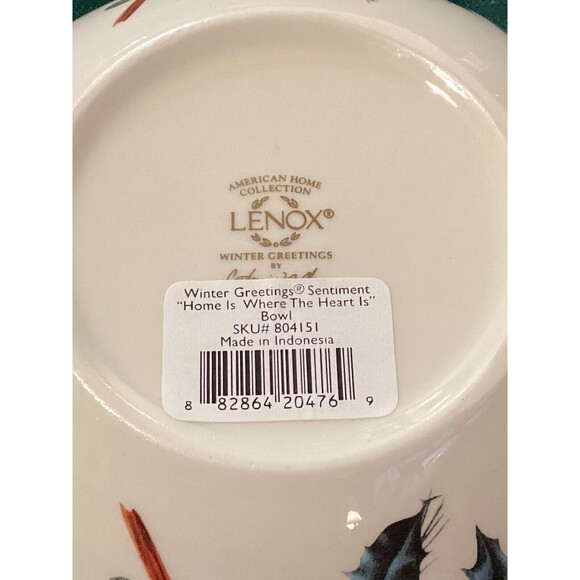 AMERICAN HOME
COLLECTION
LENOX®
WINTER GREETINGS
BY
Winter Greetings® Sentiment
"Home Is Where The Heart Is"
Bowl
SKU# 804151
Made in Indonesia
8 82864 20476 9